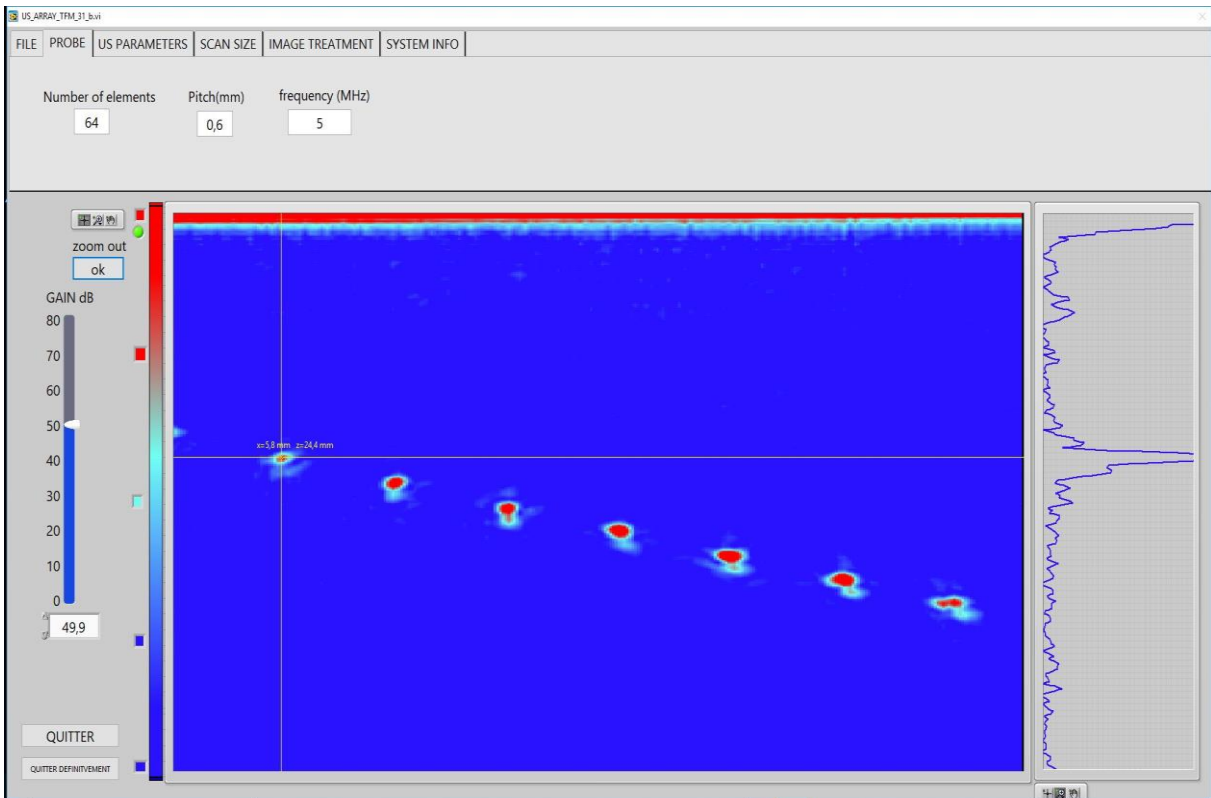 US_ARRAY_TFM_31_b.vi
FILE PROBE US PARAMETERS SCAN SIZE IMAGE TREATMENT SYSTEM INFO
Number of elements Pitch(mm) frequency (MHz)
64 0,6 5
zoom out
ok
GAIN dB
80
70
60
50
40
30
20
10
0
49,9
x=5,8 mm z=24,4 mm
QUITTER
QUITTER DEFINITVEMENT